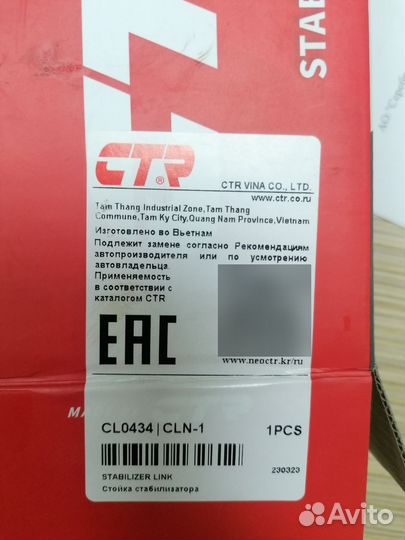 STAB
CTR
CTR VINA CO., LTD.
www.ctr.co.ru
Tam Thang Industrial Zone,Tam Thang
Commune,Tam Ky City,Quang Nam Province,Vietnam
Изготовлено во Вьетнам
Подлежит замене согласно Рекомендациям
автопроизводителя или по усмотрению
автовладельца.
Применяемость
в соответствии с
каталогом CTR
EAC
www.neoctr.kr/ru
CL0434 | CLN-1 1PCS
STABILIZER LINK 230323
Стойка стабилизатора
Avito